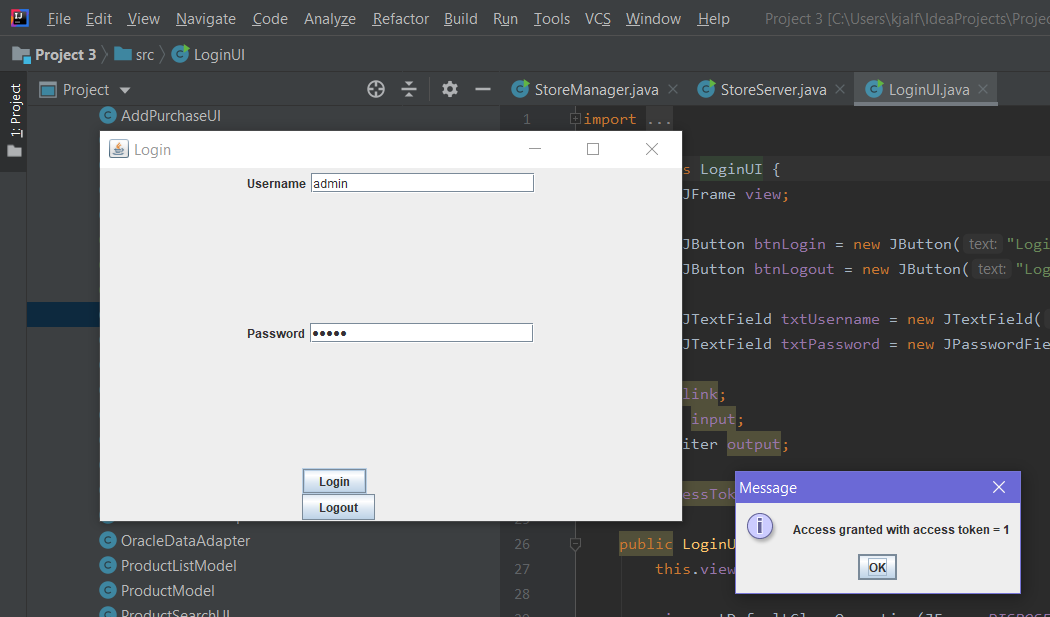 File Edit View Navigate Code Analyze Refactor Build Run Tools VCS Window Help Project 3 [C:\Users\kjalf\IdeaProjects\Projec
Project 3 src LoginUI
1: Project
Project StoreManager.java StoreServer.java LoginUI.java
AddPurchaseUI
1 import ...
Login
Username admin
Password •••••
Login
Logout
s LoginUI {
JFrame view;
JButton btnLogin = new JButton( text: "Logi
JButton btnLogout = new JButton( text: "Log
JTextField txtUsername = new JTextField(
JTextField txtPassword = new JPasswordFie
link;
input;
iter output;
essTok
Message
Access granted with access token = 1
OK
OracleDataAdapter
26 public LoginU
ProductListModel
27 this.view
ProductModel
28
ProductSearchUI